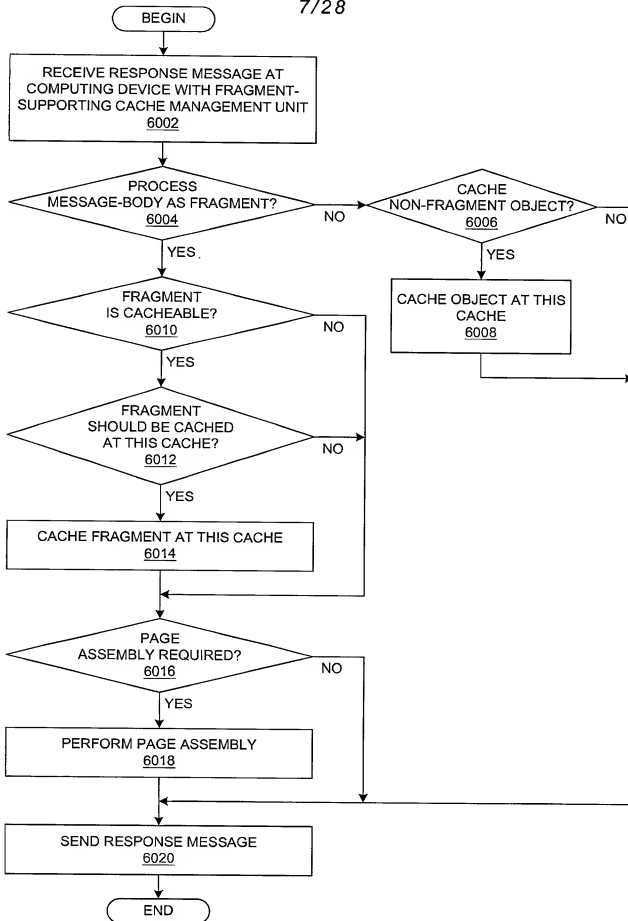 7/28
BEGIN
RECEIVE RESPONSE MESSAGE AT
COMPUTING DEVICE WITH FRAGMENT-
SUPPORTING CACHE MANAGEMENT UNIT
6002
PROCESS
MESSAGE-BODY AS FRAGMENT?
6004
NO
YES.
CACHE
NON-FRAGMENT OBJECT?
6006
NO
YES
CACHE OBJECT AT THIS
CACHE
6008
FRAGMENT
IS CACHEABLE?
6010
NO
YES
FRAGMENT
SHOULD BE CACHED
AT THIS CACHE?
6012
NO
YES
CACHE FRAGMENT AT THIS CACHE
6014
PAGE
ASSEMBLY REQUIRED?
6016
NO
YES
PERFORM PAGE ASSEMBLY
6018
SEND RESPONSE MESSAGE
6020
END